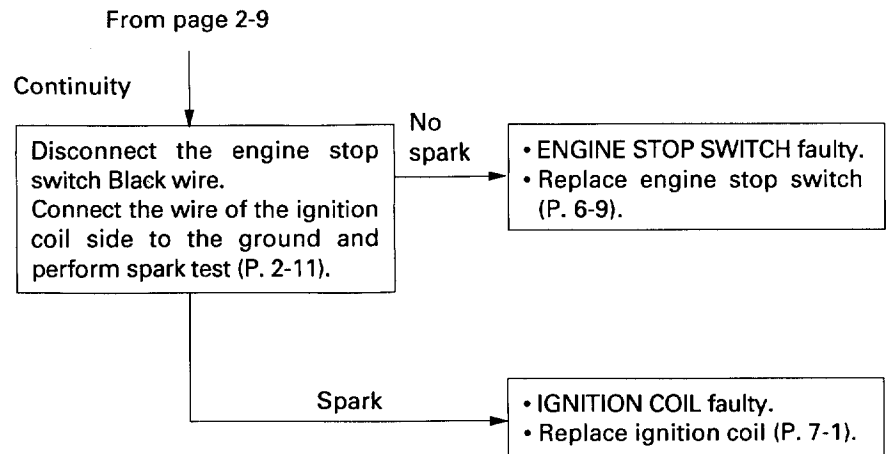 From page 2-9
Continuity
Disconnect the engine stop
switch Black wire.
Connect the wire of the ignition
coil side to the ground and
perform spark test (P. 2-11).
No
spark
• ENGINE STOP SWITCH faulty.
• Replace engine stop switch
(P. 6-9).
Spark
• IGNITION COIL faulty.
• Replace ignition coil (P. 7-1).